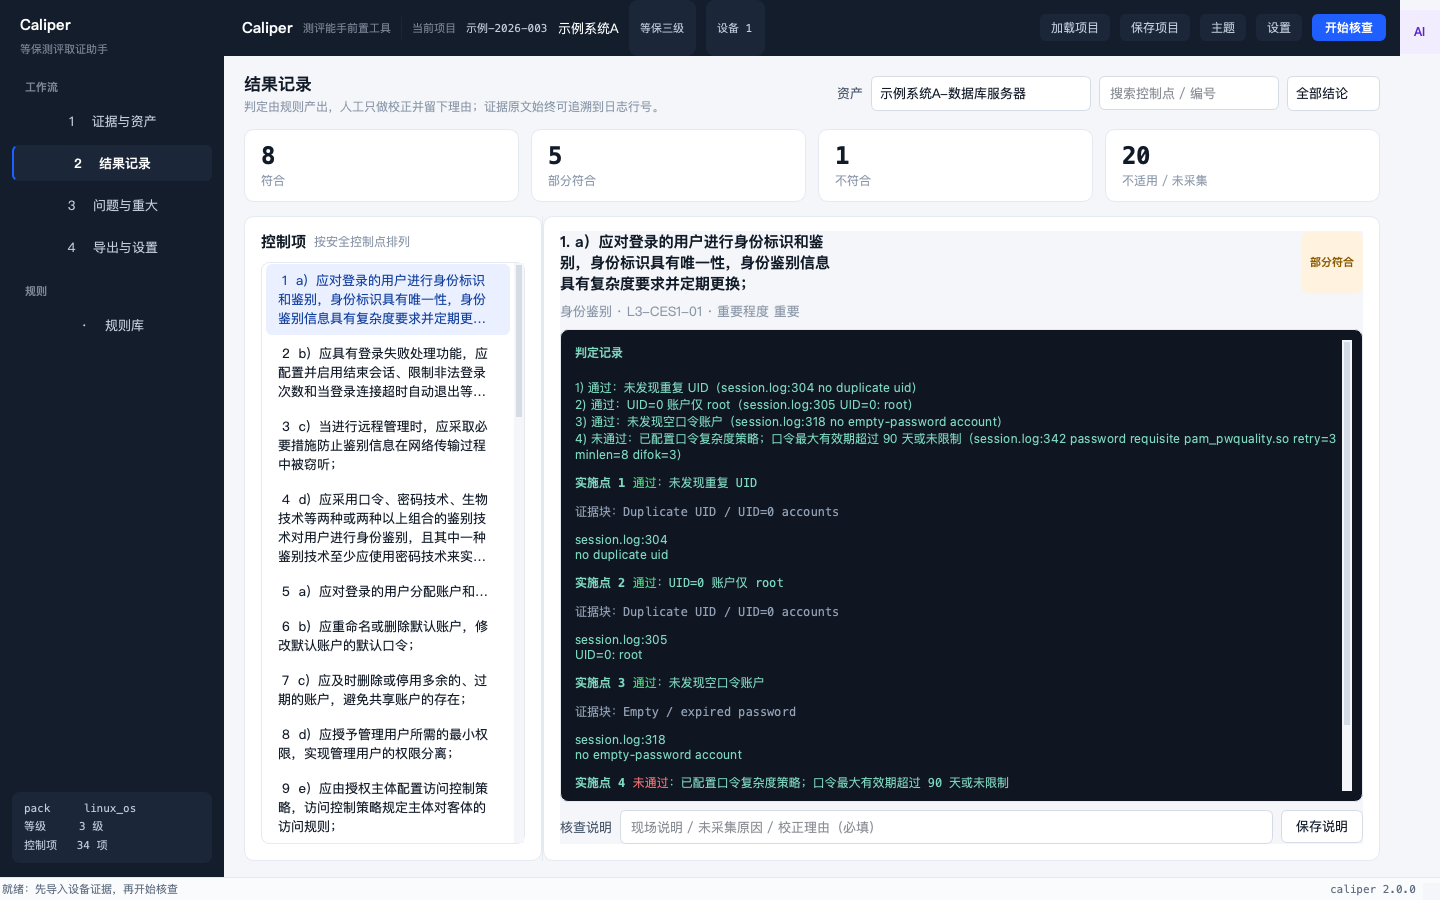 Caliper
等保测评取证助手
工作流
1 证据与资产
2 结果记录
3 问题与重大
4 导出与设置
规则
· 规则库
pack linux_os
等级 3 级
控制项 34 项
Caliper 测评能手前置工具 当前项目 示例-2026-003 示例系统A 等保三级 设备 1
加载项目 保存项目 主题 设置 开始核查 AI
结果记录
判定由规则产出，人工只做校正并留下理由；证据原文始终可追溯到日志行号。
资产 示例系统A-数据库服务器 搜索控制点 / 编号 全部结论
8
符合
5
部分符合
1
不符合
20
不适用 / 未采集
控制项 按安全控制点排列
1 a）应对登录的用户进行身份标识
和鉴别，身份标识具有唯一性，身份
鉴别信息具有复杂度要求并定期更...
2 b）应具有登录失败处理功能，应
配置并启用结束会话、限制非法登录
次数和当登录连接超时自动退出等...
3 c）当进行远程管理时，应采取必
要措施防止鉴别信息在网络传输过程
中被窃听；
4 d）应采用口令、密码技术、生物
技术等两种或两种以上组合的鉴别技
术对用户进行身份鉴别，且其中一种
鉴别技术至少应使用密码技术来实...
5 a）应对登录的用户分配账户和...
6 b）应重命名或删除默认账户，修
改默认账户的默认口令；
7 c）应及时删除或停用多余的、过
期的账户，避免共享账户的存在；
8 d）应授予管理用户所需的最小权
限，实现管理用户的权限分离；
9 e）应由授权主体配置访问控制策
略，访问控制策略规定主体对客体的
访问规则；
1. a）应对登录的用户进行身份标识和鉴
别，身份标识具有唯一性，身份鉴别信息
具有复杂度要求并定期更换；
部分符合
身份鉴别 · L3-CES1-01 · 重要程度 重要
判定记录
1) 通过：未发现重复 UID（session.log:304 no duplicate uid）
2) 通过：UID=0 账户仅 root（session.log:305 UID=0: root）
3) 通过：未发现空口令账户（session.log:318 no empty-password account）
4) 未通过：已配置口令复杂度策略；口令最大有效期超过 90 天或未限制（session.log:342 password requisite pam_pwquality.so retry=3
minlen=8 difok=3）
实施点 1 通过：未发现重复 UID
证据块：Duplicate UID / UID=0 accounts
session.log:304
no duplicate uid
实施点 2 通过：UID=0 账户仅 root
证据块：Duplicate UID / UID=0 accounts
session.log:305
UID=0: root
实施点 3 通过：未发现空口令账户
证据块：Empty / expired password
session.log:318
no empty-password account
实施点 4 未通过：已配置口令复杂度策略；口令最大有效期超过 90 天或未限制
核查说明 现场说明 / 未采集原因 / 校正理由（必填） 保存说明
就绪：先导入设备证据，再开始核查
caliper 2.0.0